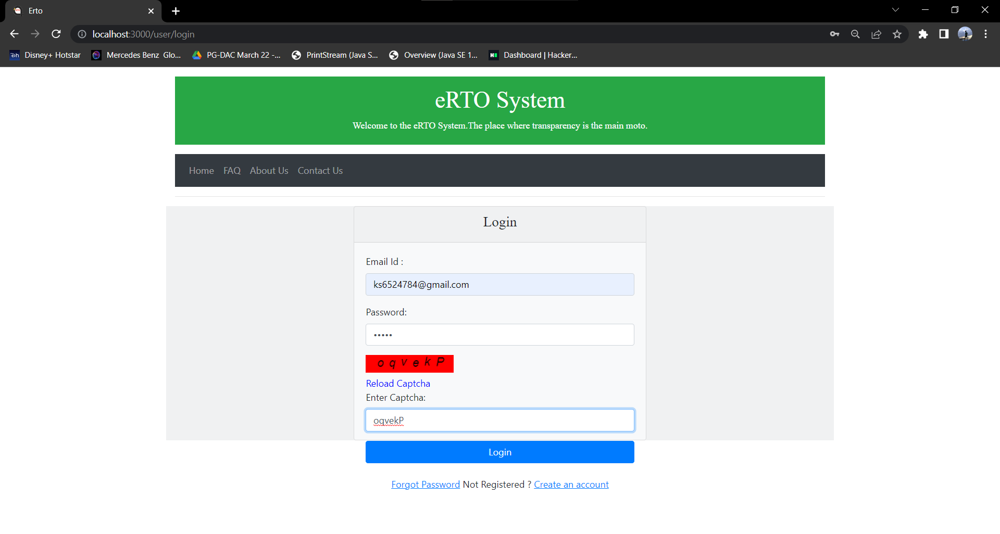 Erto
localhost:3000/user/login
Disney+ Hotstar Mercedes Benz Glo... PG-DAC March 22 -... PrintStream (Java S... Overview (Java SE 1... Dashboard | Hacker...
eRTO System
Welcome to the eRTO System.The place where transparency is the main moto.
Home FAQ About Us Contact Us
Login
Email Id :
ks6524784@gmail.com
Password:
•••••
o q v e k P
Reload Captcha
Enter Captcha:
oqvekP
Login
Forgot Password Not Registered ? Create an account